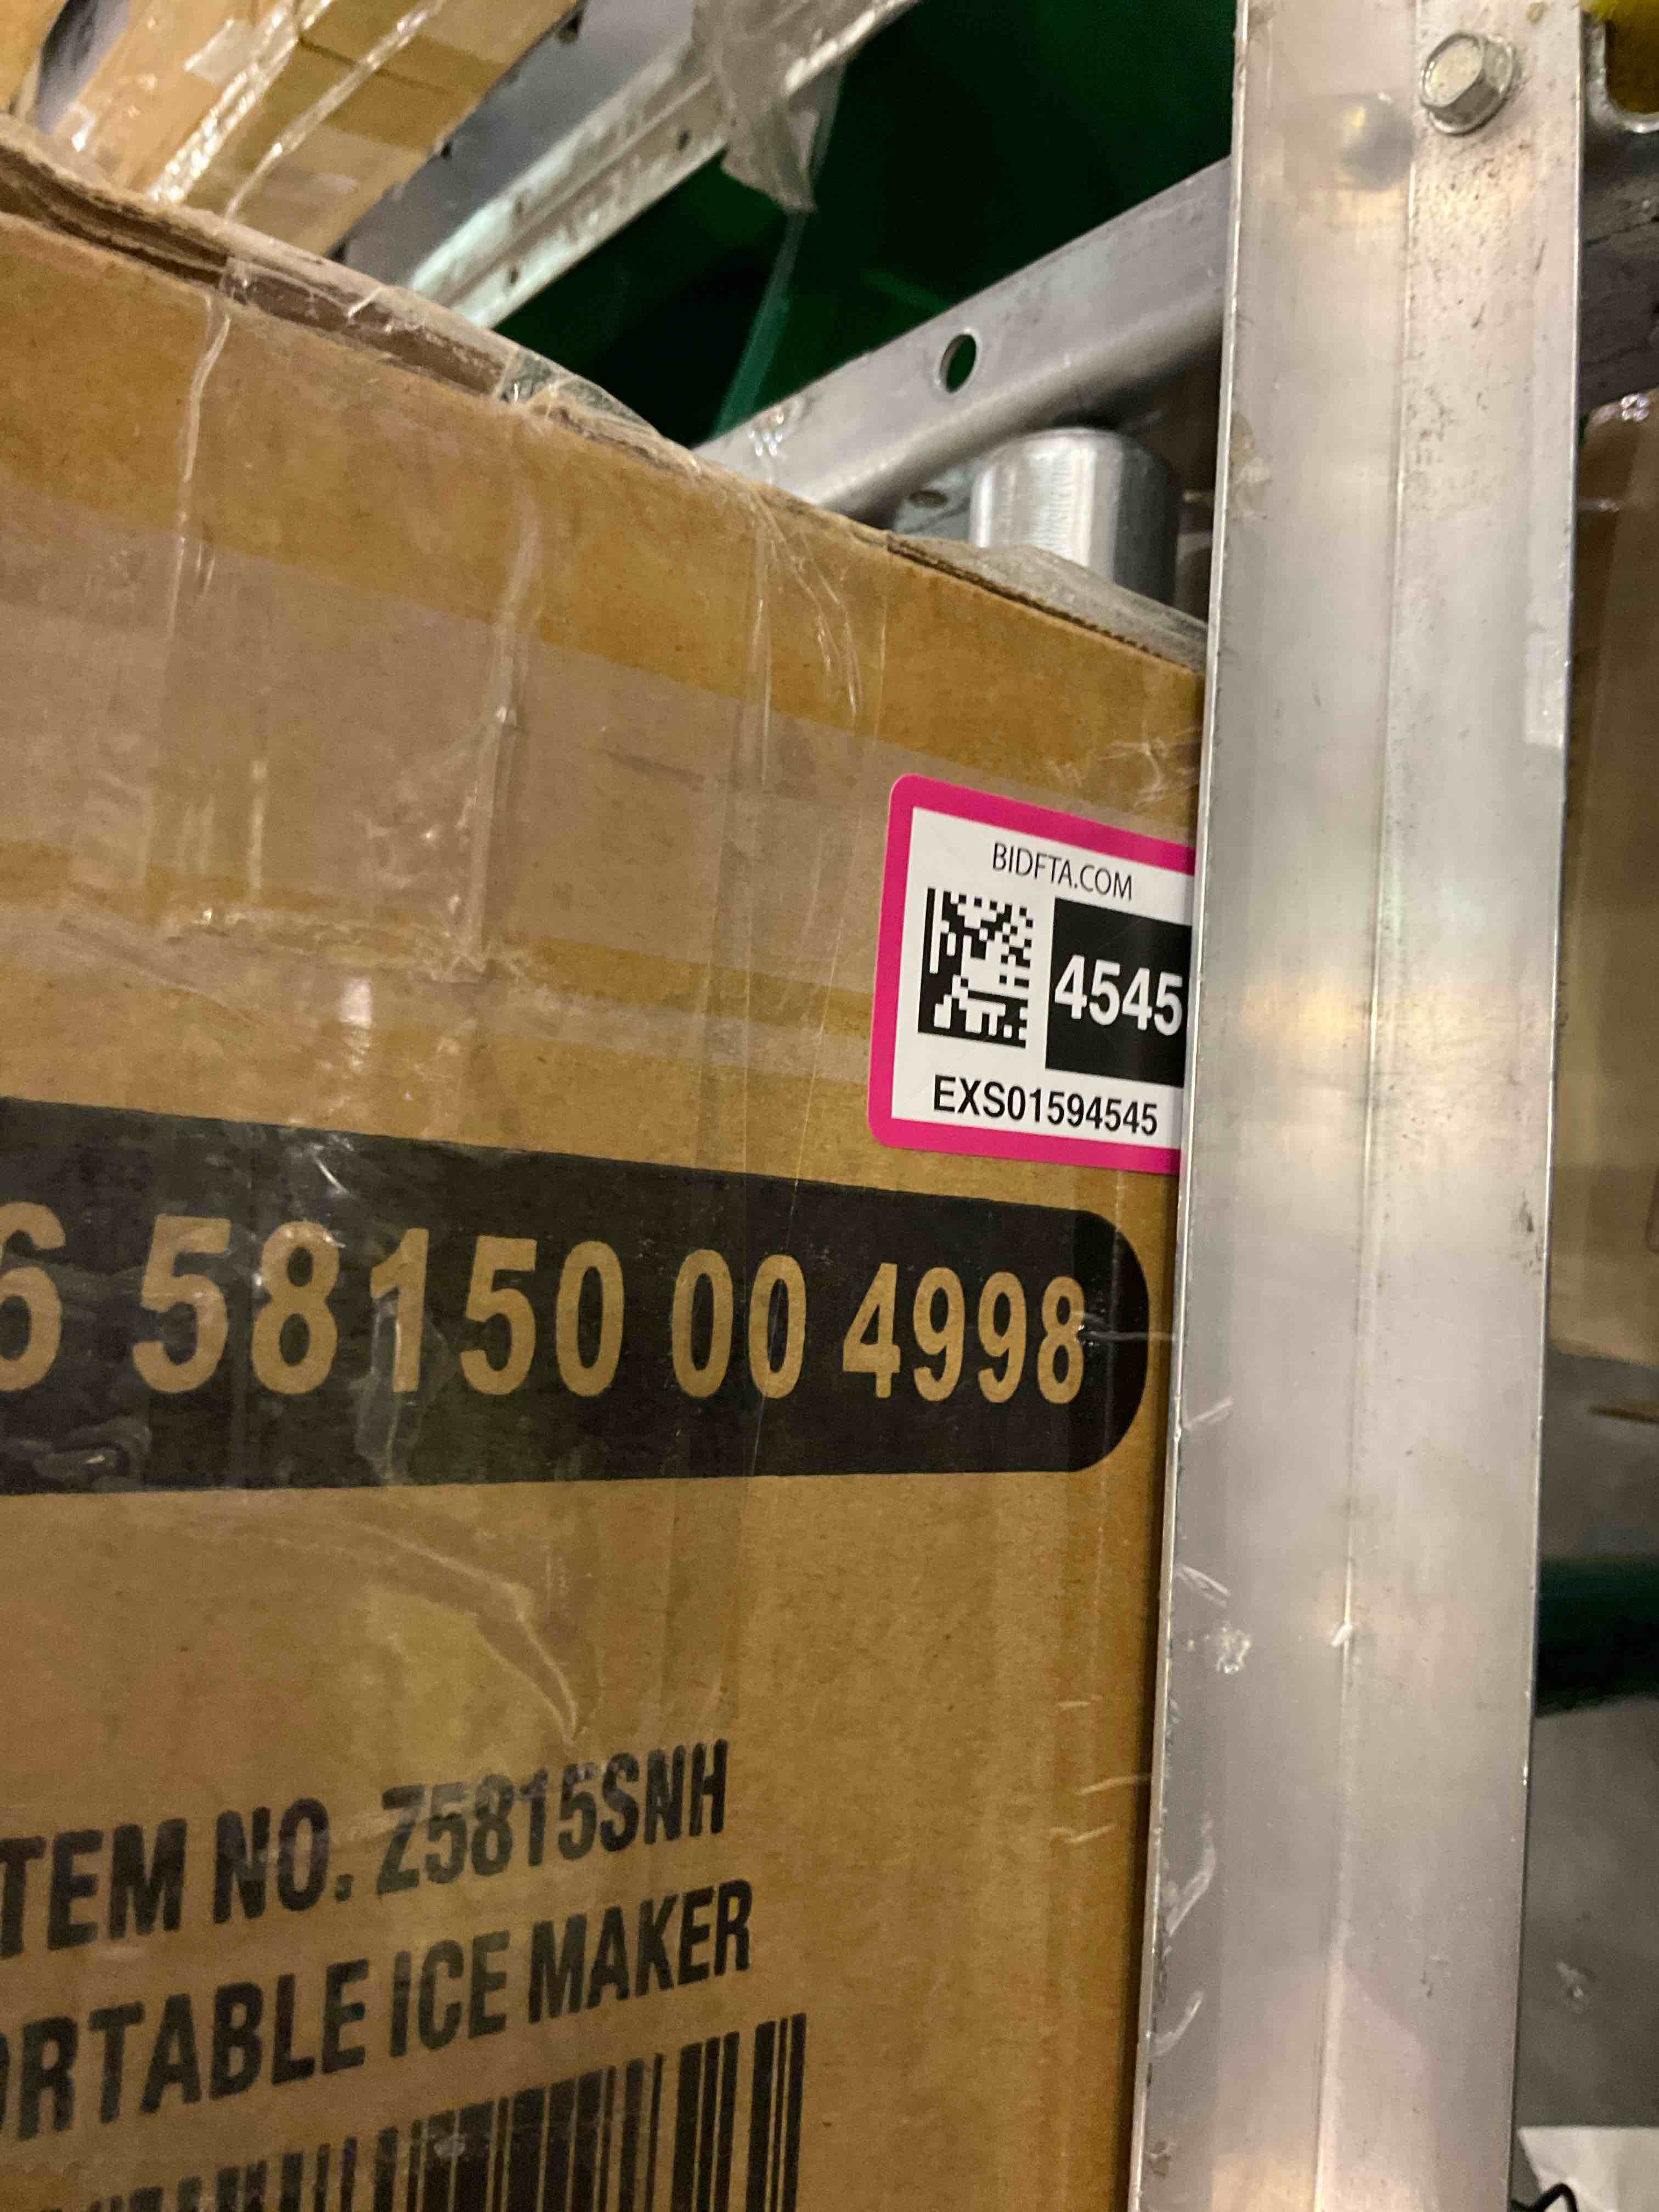 BIDFTA.COM
4545
EXS01594545
6 58150 00 4998
TEM NO. Z5815SNH
ORTABLE ICE MAKER